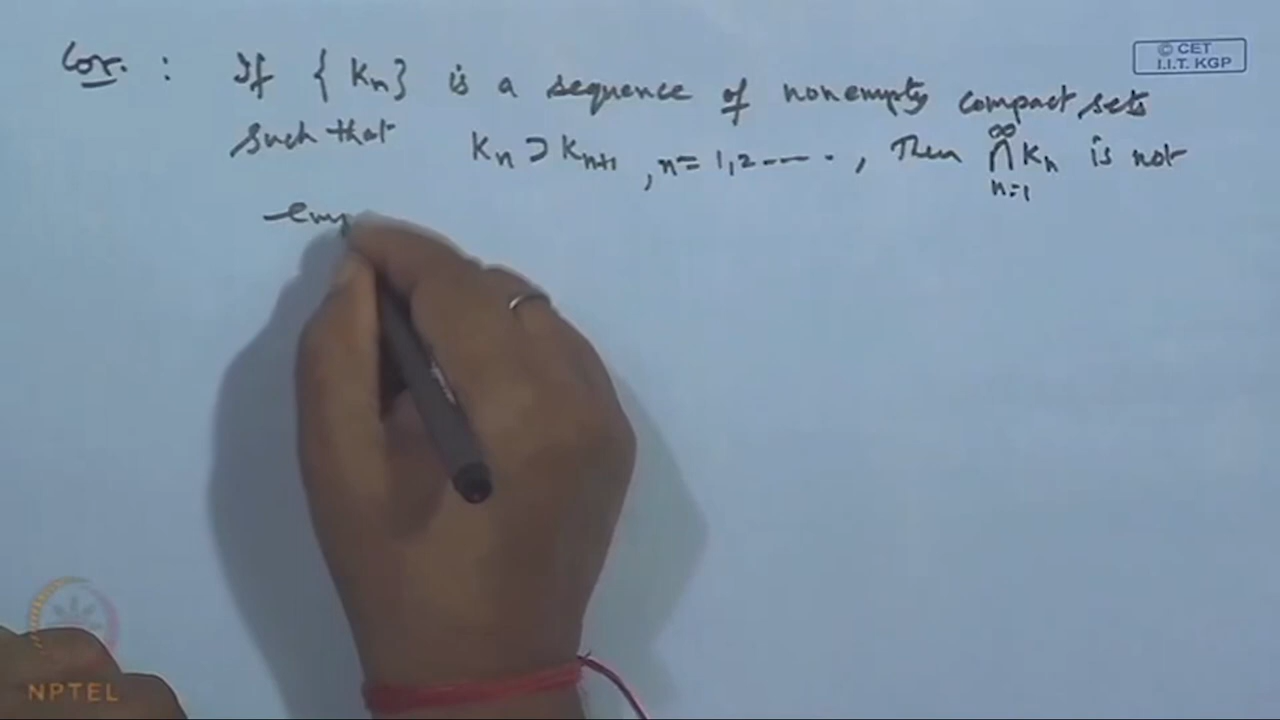 © CET
I.I.T. KGP
Cor. : If {Kn} is a sequence of nonempty compact sets
such that Kn ⊃ Kn+1 , n = 1,2 ----- . , Then ∞⋂n=1 Kn is not
emp
NPTEL